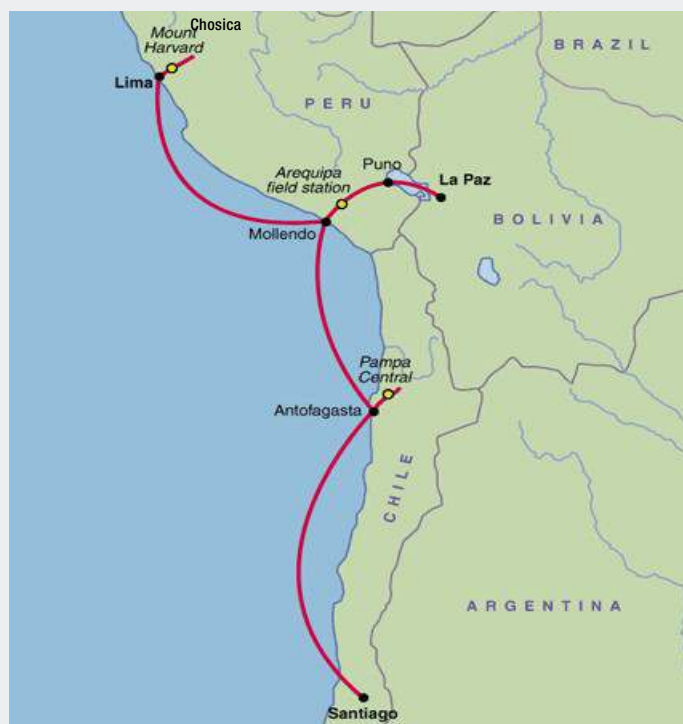 Chosica
Mount
Harvard
BRAZIL
Lima
PERU
Puno
Arequipa
field station
La Paz
BOLIVIA
Mollendo
Pampa
Central
Antofagasta
CHILE
ARGENTINA
Santiago